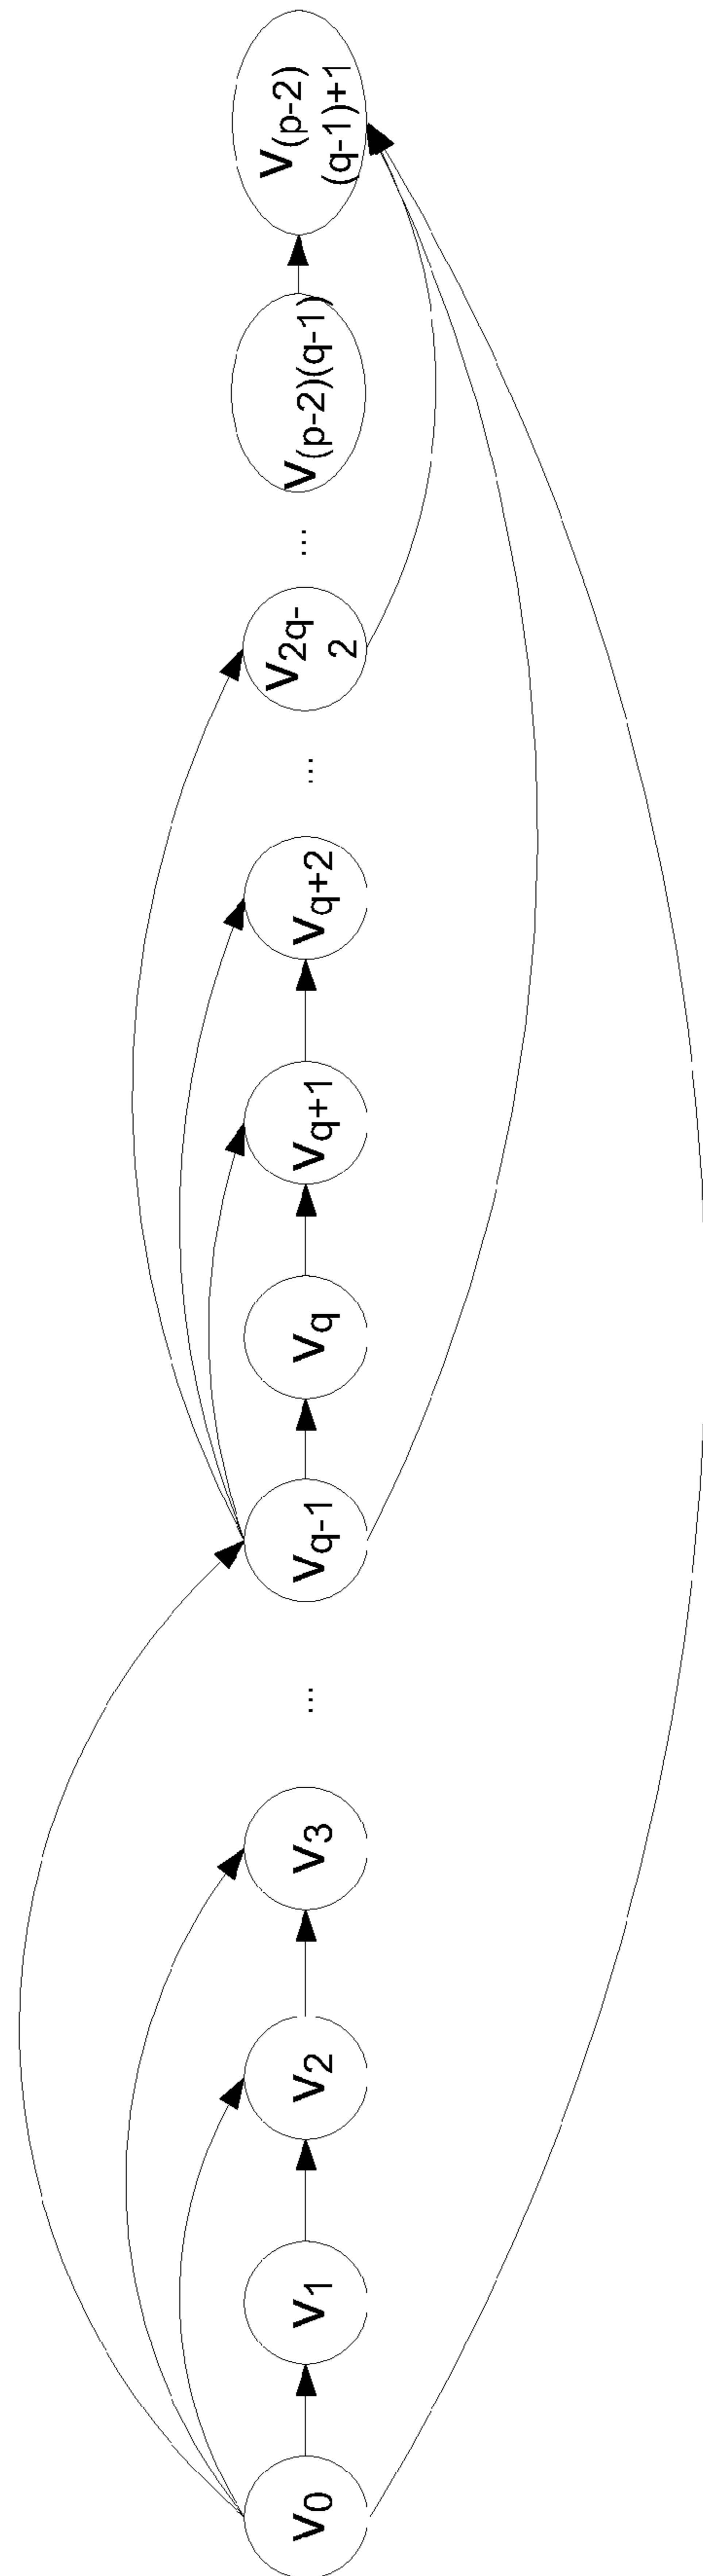 v0
v1
v2
v3
...
vq-1
vq
vq+1
vq+2
...
v2q-
2
...
v(p-2)(q-1)
v(p-2)
(q-1)+1